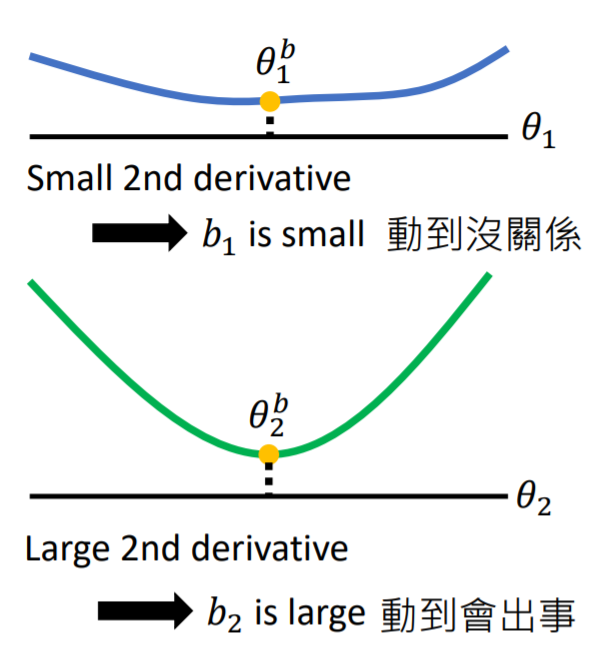 θ₁ᵇ
θ₁
Small 2nd derivative
b₁ is small 動到沒關係
θ₂ᵇ
θ₂
Large 2nd derivative
b₂ is large 動到會出事